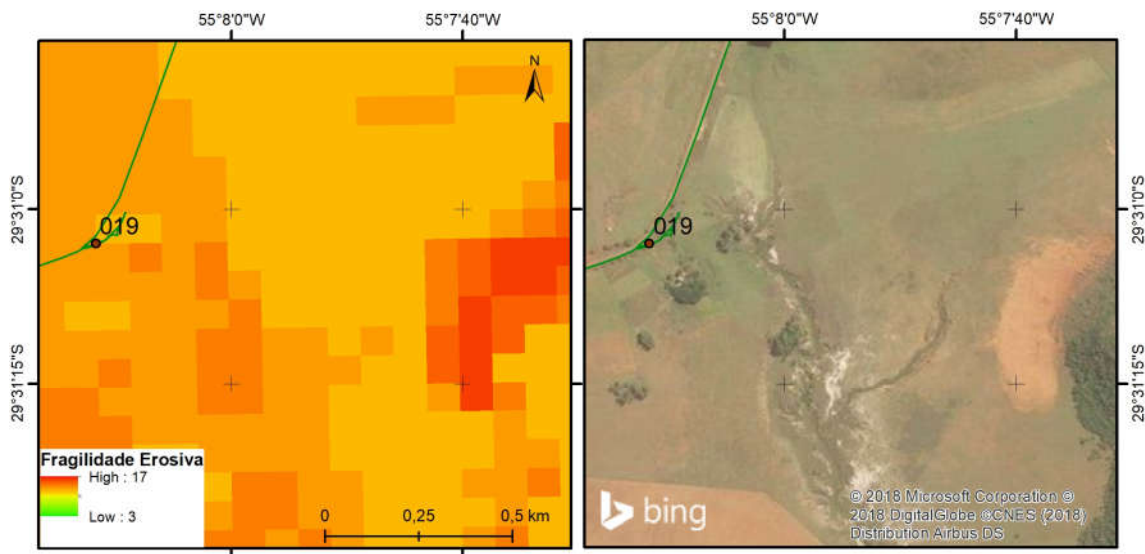 55°8'0"W
55°7'40"W
55°8'0"W
55°7'40"W
N
019
019
29°31'0"S
29°31'0"S
29°31'15"S
29°31'15"S
Fragilidade Erosiva
High : 17
Low : 3
0
0,25
0,5 km
bing
© 2018 Microsoft Corporation ©
2018 DigitalGlobe ©CNES (2018)
Distribution Airbus DS